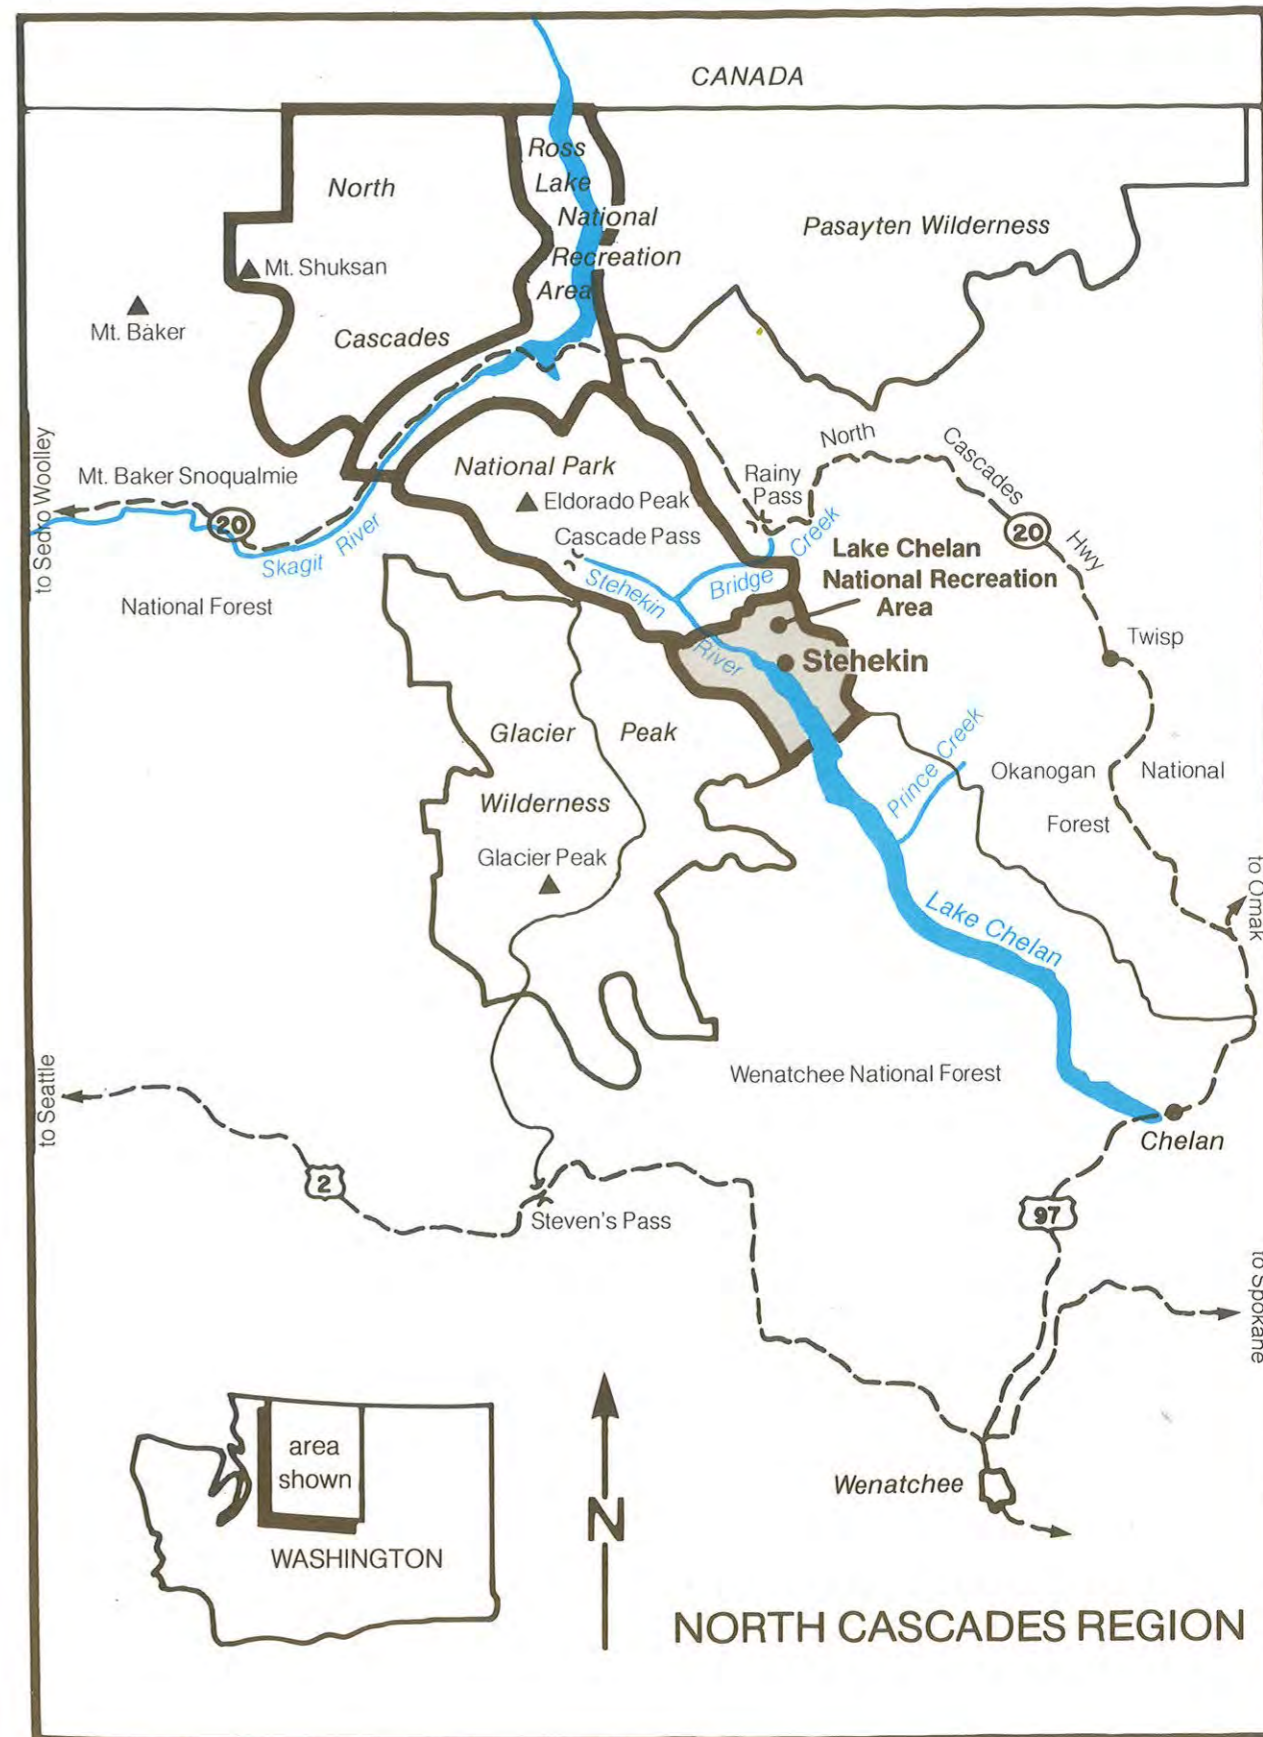 CANADA
Ross
Lake
National
Recreation
Area
North
Cascades
Pasayten Wilderness
Mt. Shuksan
Mt. Baker
to Sedro Woolley
Mt. Baker Snoqualmie
20
Skagit River
National Forest
National Park
Eldorado Peak
Cascade Pass
Rainy
Pass
North Cascades Hwy
20
Stehekin River
Bridge Creek
Lake Chelan
National Recreation
Area
Stehekin
Twisp
Glacier Peak
Wilderness
Glacier Peak
Prince Creek
Okanogan National
Forest
to Omak
Lake Chelan
Wenatchee National Forest
Chelan
to Seattle
2
Steven's Pass
97
to Spokane
Wenatchee
area
shown
WASHINGTON
N
NORTH CASCADES REGION